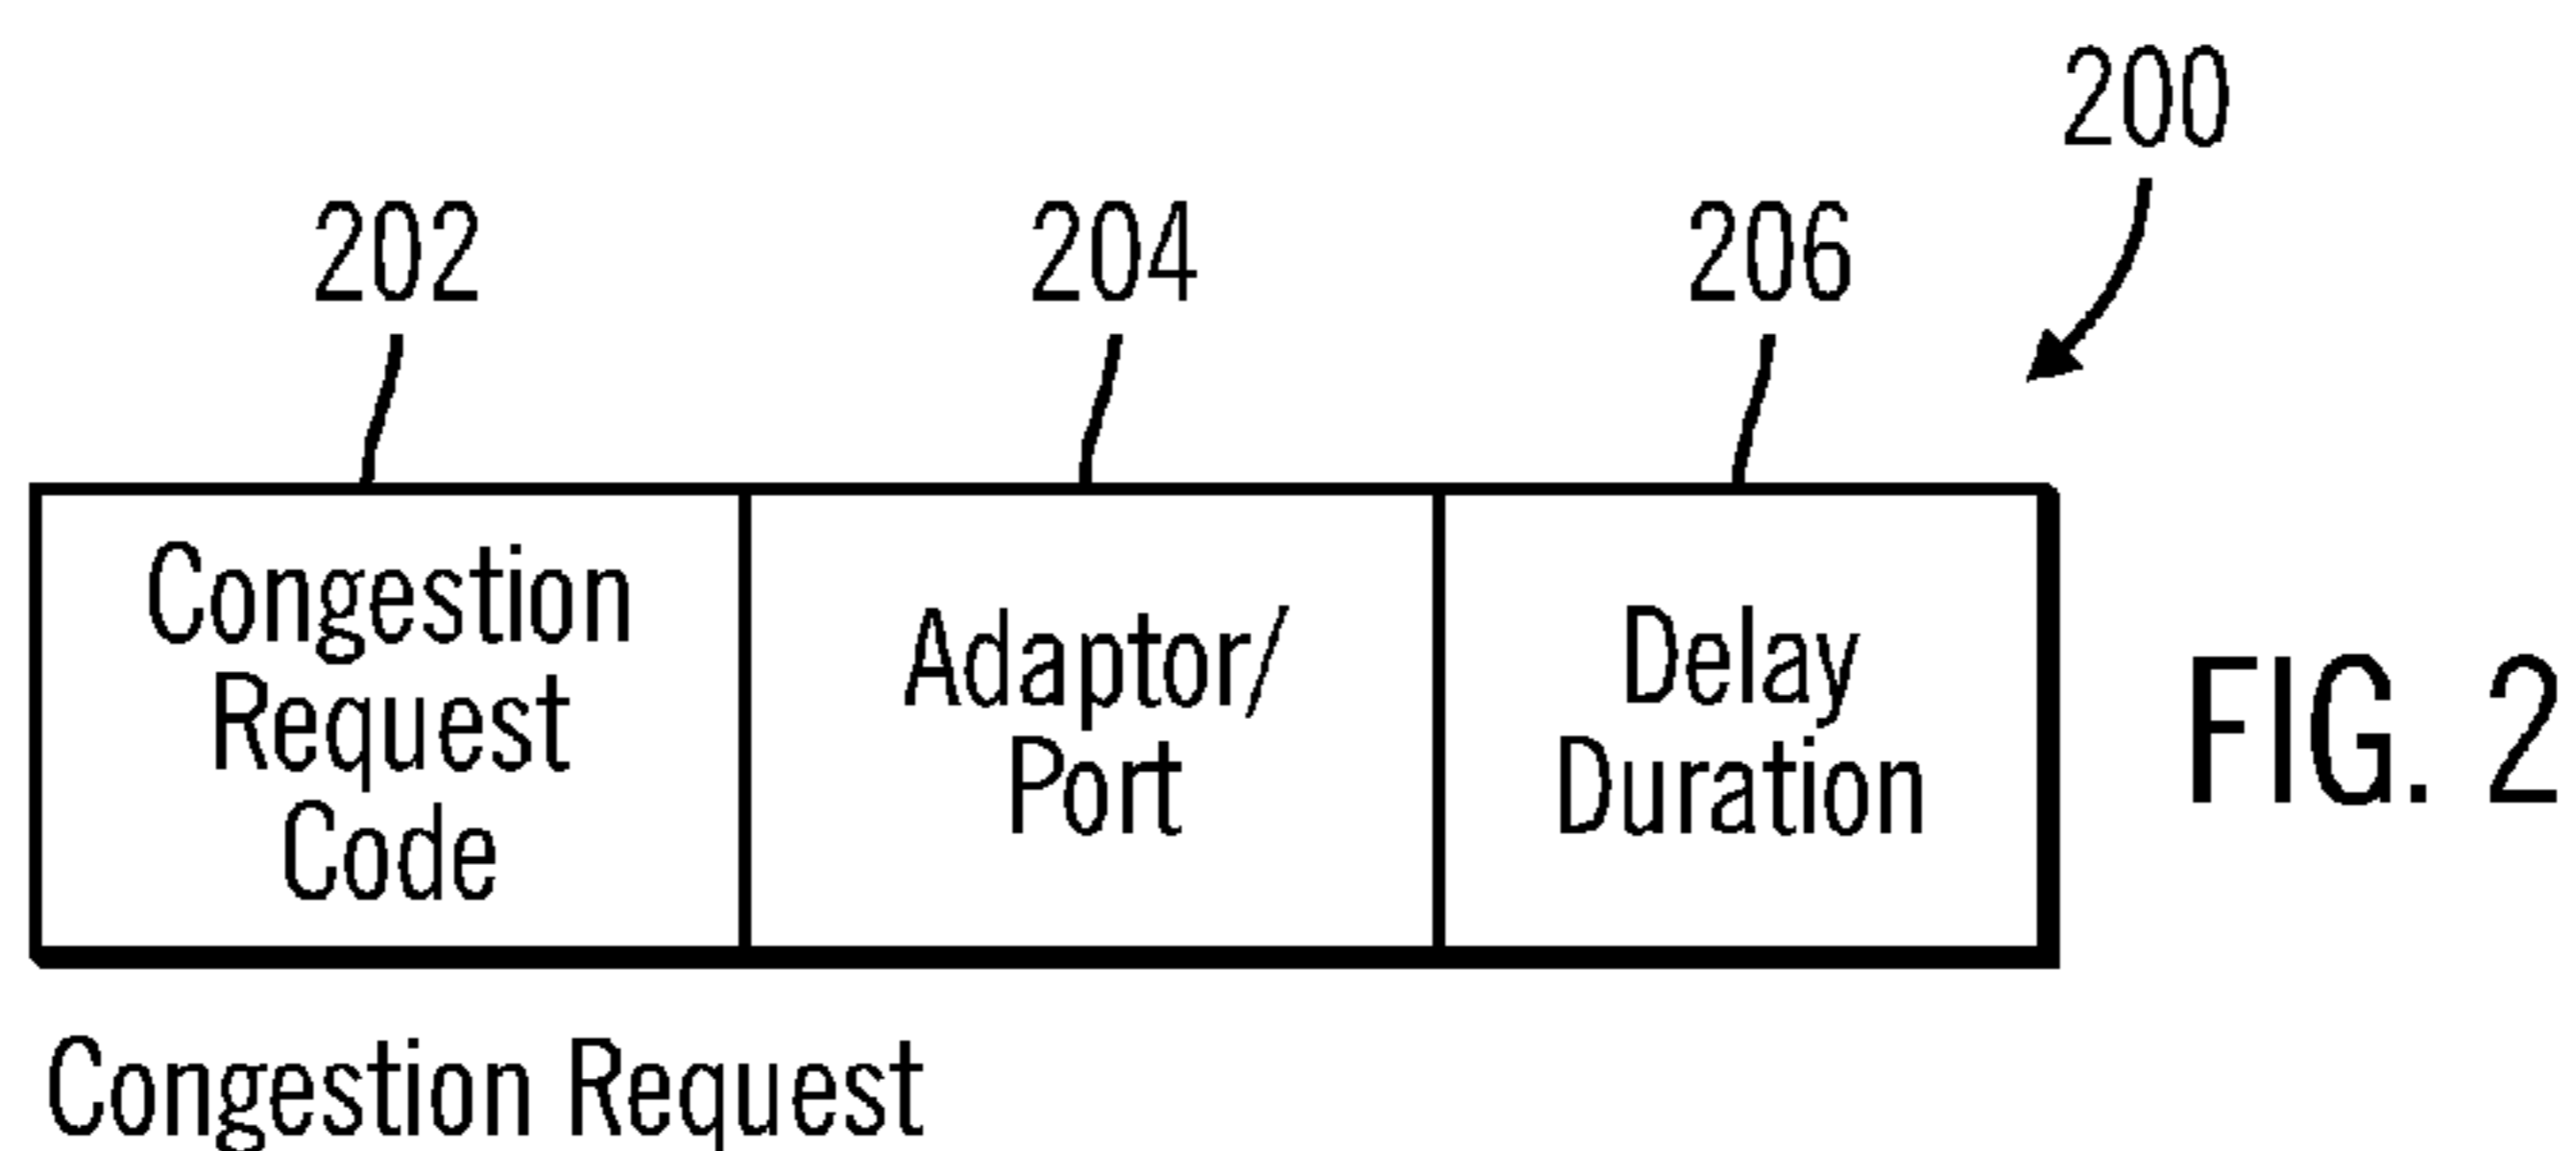 200
202
204
206
Congestion
Request
Code
Adaptor/
Port
Delay
Duration
FIG. 2
Congestion Request